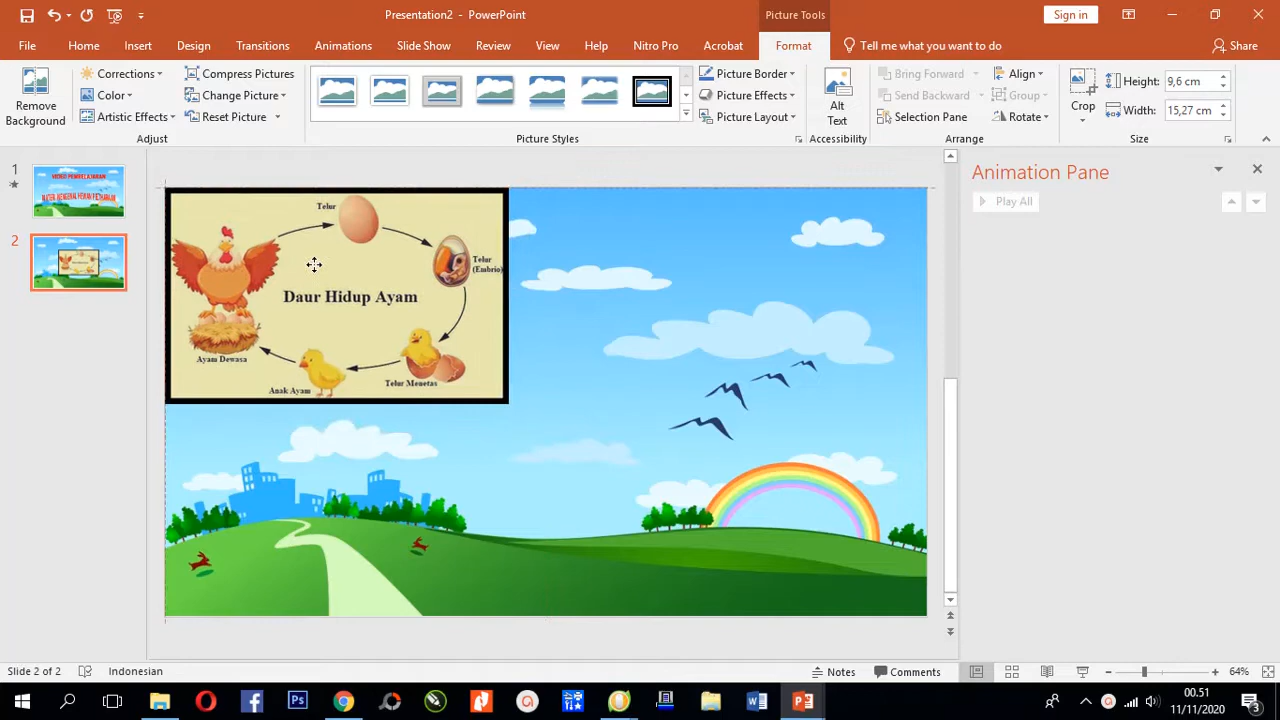 Presentation2 - PowerPoint
Picture Tools
Sign in
File
Home
Insert
Design
Transitions
Animations
Slide Show
Review
View
Help
Nitro Pro
Acrobat
Format
Tell me what you want to do
Share
Remove Background
Corrections
Color
Artistic Effects
Compress Pictures
Change Picture
Reset Picture
Adjust
Picture Styles
Picture Border
Picture Effects
Picture Layout
Alt Text
Accessibility
Bring Forward
Send Backward
Selection Pane
Align
Group
Rotate
Arrange
Crop
Height: 9,6 cm
Width: 15,27 cm
Size
1
2
Telur
Telur
(Embrio)
Daur Hidup Ayam
Ayam Dewasa
Anak Ayam
Telur Menetas
Animation Pane
Play All
Slide 2 of 2
Indonesian
Notes
Comments
64%
00.51
11/11/2020
3